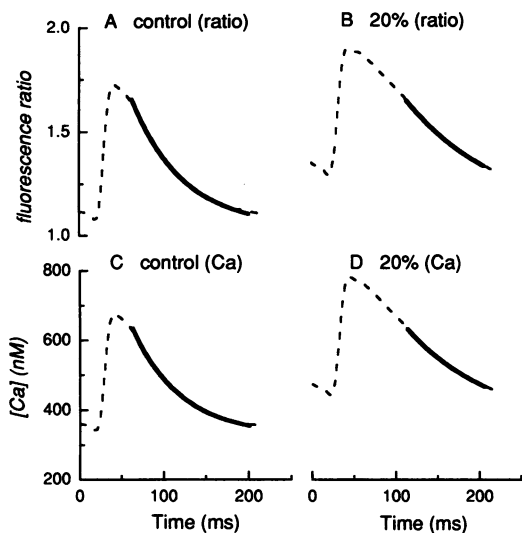 A control (ratio)
B 20% (ratio)
fluorescence ratio
2.0
1.5
1.0
C control (Ca)
D 20% (Ca)
[Ca] (nM)
800
600
400
200
0 100 200
0 100 200
Time (ms)
Time (ms)